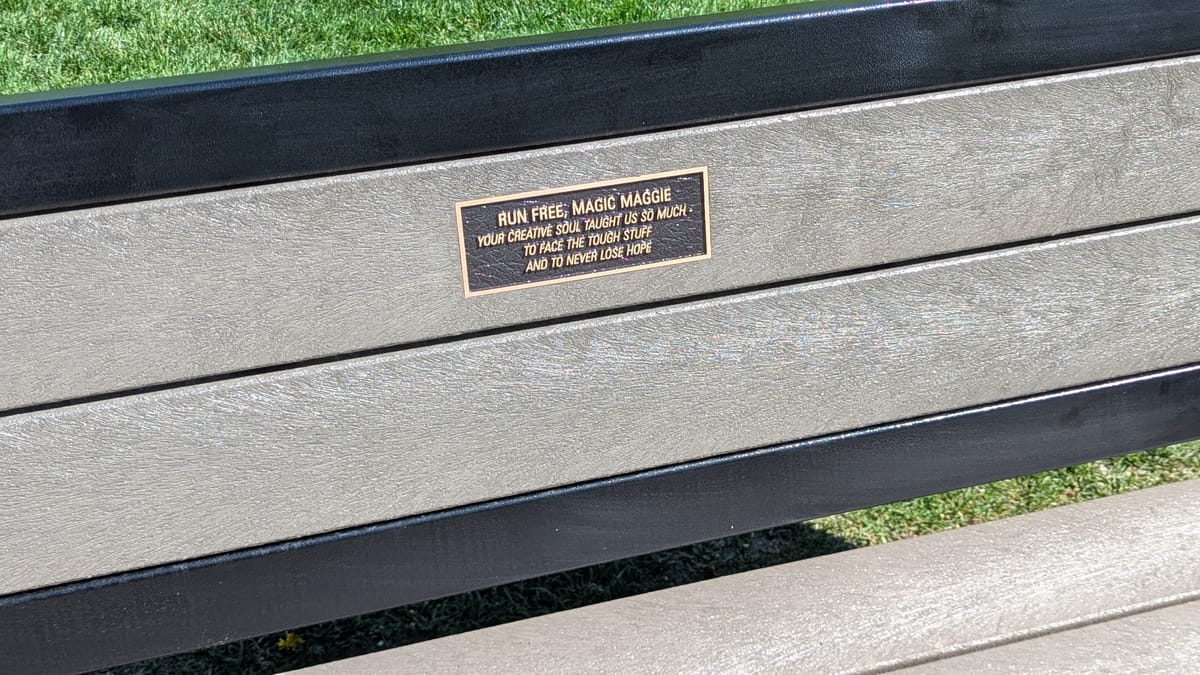 RUN FREE, MAGIC MAGGIE
YOUR CREATIVE SOUL TAUGHT US SO MUCH -
TO FACE THE TOUGH STUFF
AND TO NEVER LOSE HOPE